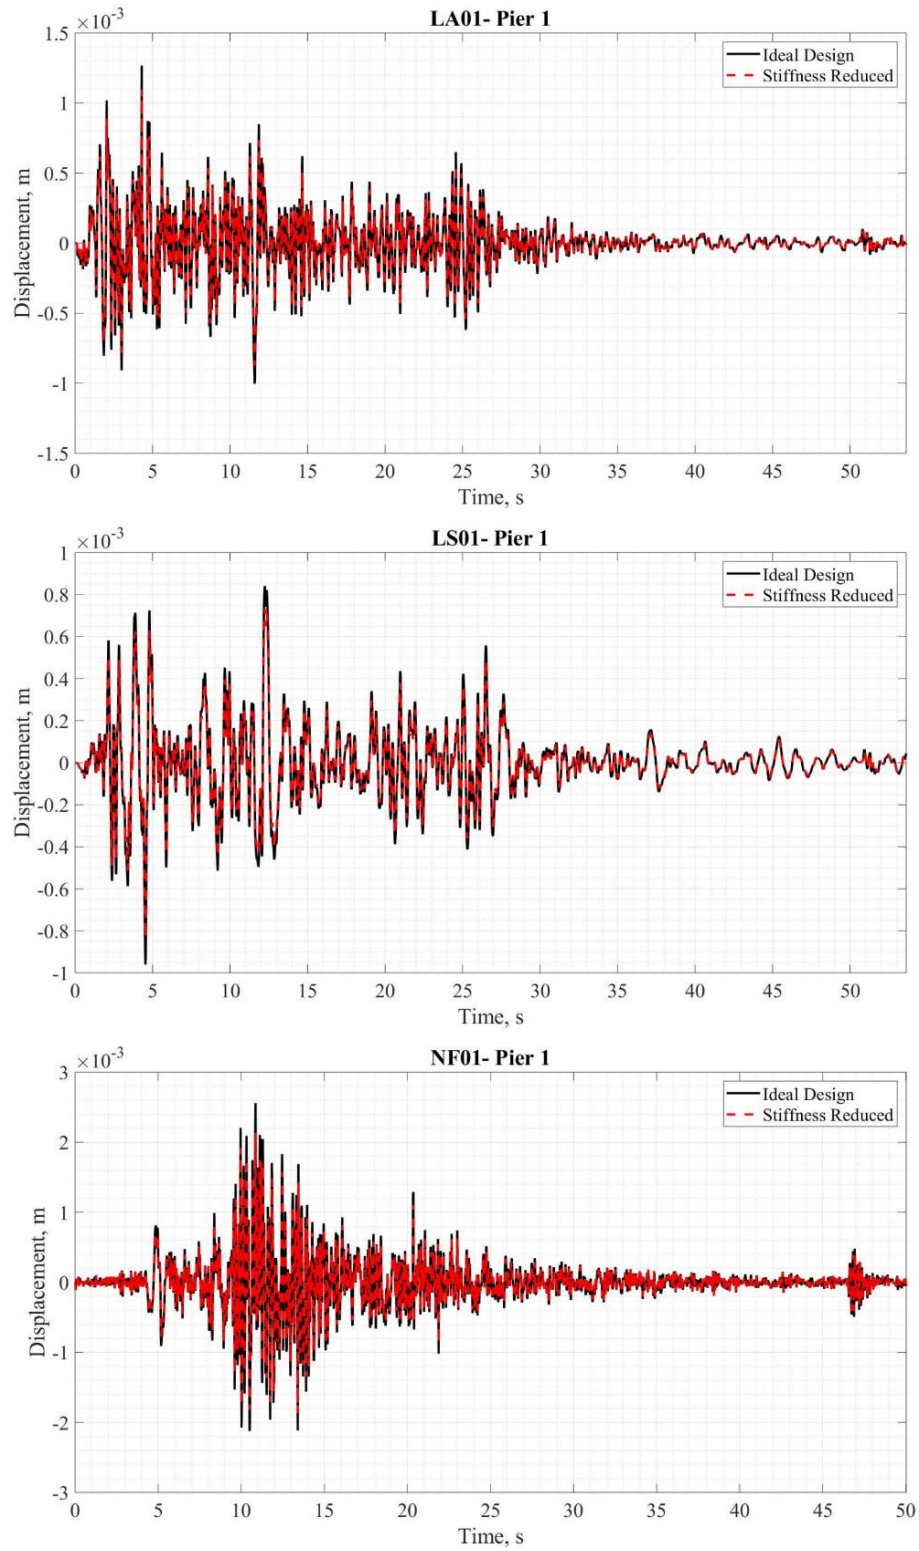 LA01- Pier 1
×10-3
1.5
1
0.5
0
-0.5
-1
-1.5
Displacement, m
Ideal Design
Stiffness Reduced
0 5 10 15 20 25 30 35 40 45 50
Time, s
LS01- Pier 1
×10-3
1
0.8
0.6
0.4
0.2
0
-0.2
-0.4
-0.6
-0.8
-1
Displacement, m
Ideal Design
Stiffness Reduced
0 5 10 15 20 25 30 35 40 45 50
Time, s
NF01- Pier 1
×10-3
3
2
1
0
-1
-2
-3
Displacement, m
Ideal Design
Stiffness Reduced
0 5 10 15 20 25 30 35 40 45 50
Time, s